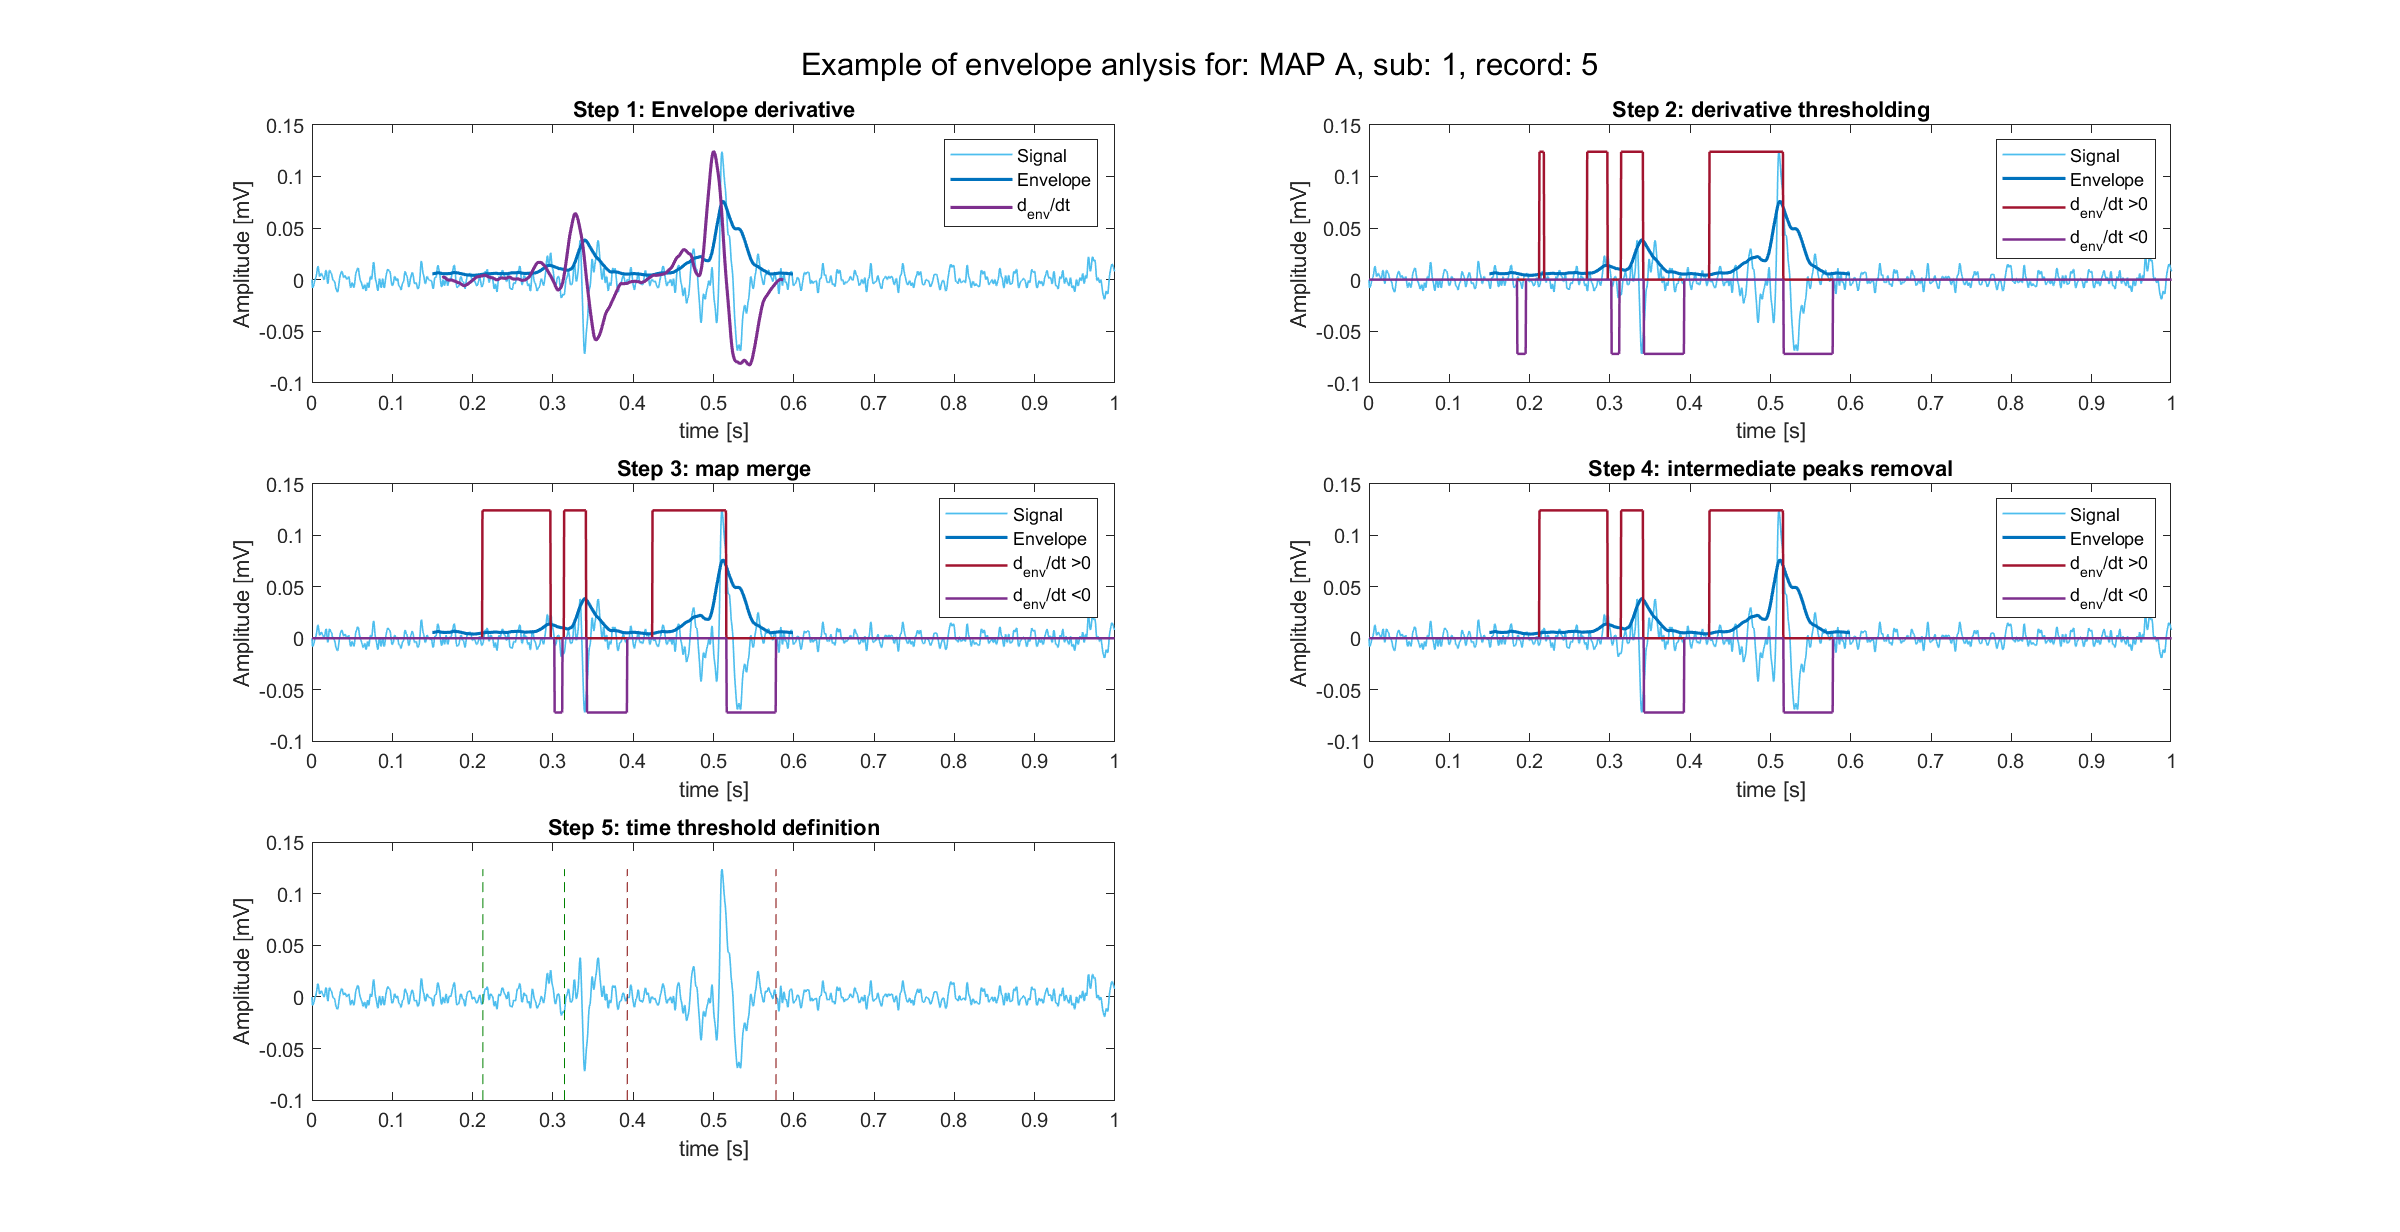 Example of envelope anlysis for: MAP A, sub: 1, record: 5
Step 1: Envelope derivative
0.15
0.1
0.05
0
-0.05
-0.1
Amplitude [mV]
0 0.1 0.2 0.3 0.4 0.5 0.6 0.7 0.8 0.9 1
time [s]
Signal
Envelope
d_env/dt
Step 2: derivative thresholding
0.15
0.1
0.05
0
-0.05
-0.1
Amplitude [mV]
0 0.1 0.2 0.3 0.4 0.5 0.6 0.7 0.8 0.9 1
time [s]
Signal
Envelope
d_env/dt >0
d_env/dt <0
Step 3: map merge
0.15
0.1
0.05
0
-0.05
-0.1
Amplitude [mV]
0 0.1 0.2 0.3 0.4 0.5 0.6 0.7 0.8 0.9 1
time [s]
Signal
Envelope
d_env/dt >0
d_env/dt <0
Step 4: intermediate peaks removal
0.15
0.1
0.05
0
-0.05
-0.1
Amplitude [mV]
0 0.1 0.2 0.3 0.4 0.5 0.6 0.7 0.8 0.9 1
time [s]
Signal
Envelope
d_env/dt >0
d_env/dt <0
Step 5: time threshold definition
0.15
0.1
0.05
0
-0.05
-0.1
Amplitude [mV]
0 0.1 0.2 0.3 0.4 0.5 0.6 0.7 0.8 0.9 1
time [s]